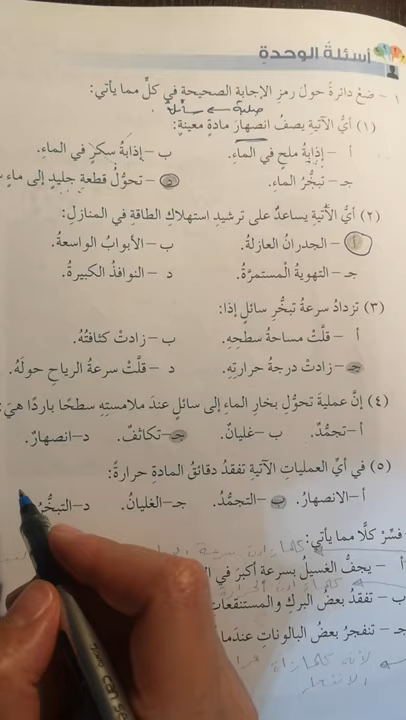 أسئلةُ الوحدةِ
١ - ضعْ دائرةً حولَ رمزِ الإجابةِ الصحيحةِ في كلٍّ مما يأتي:
صلبة ← سائلة
(١) أيُّ الآتيةِ يصفُ انصهارَ مادةٍ معينةٍ:
أ - إذابةُ ملحٍ في الماءِ. ب - إذابةُ سكرٍ في الماءِ.
جـ - تبخُّرُ الماءِ. د - تحوُّلُ قطعةِ جليدٍ إلى ماءٍ
(٢) أيُّ الآتيةِ يساعدُ على ترشيدِ استهلاكِ الطاقةِ في المنازلِ:
أ - الجدرانُ العازلةُ. ب - الأبوابُ الواسعةُ.
جـ - التهويةُ المستمرَّةُ. د - النوافذُ الكبيرةُ.
(٣) تزدادُ سرعةُ تبخُّرِ سائلٍ إذا:
أ - قلَّتْ مساحةُ سطحِهِ. ب - زادتْ كثافتُهُ.
جـ - زادتْ درجةُ حرارتِهِ. د - قلَّتْ سرعةُ الرياحِ حولَهُ.
(٤) إنَّ عمليةَ تحوُّلِ بخارِ الماءِ إلى سائلٍ عندَ ملامستِهِ سطحًا باردًا هيَ:
أ - تجمُّدٌ. ب - غليانٌ. جـ - تكاثفٌ. د - انصهارٌ.
(٥) في أيِّ العملياتِ الآتيةِ تفقدُ دقائقُ المادةِ حرارةً:
أ - الانصهارُ. ب - التجمُّدُ. جـ - الغليانُ. د - التبخُّرُ
فسِّرْ كلًّا مما يأتي:
أ - يجفُّ الغسيلُ بسرعةٍ أكبرَ في
ب - تفقدُ بعضُ البركِ والمستنقعاتِ
جـ - تنفجرُ بعضُ البالوناتِ عندما